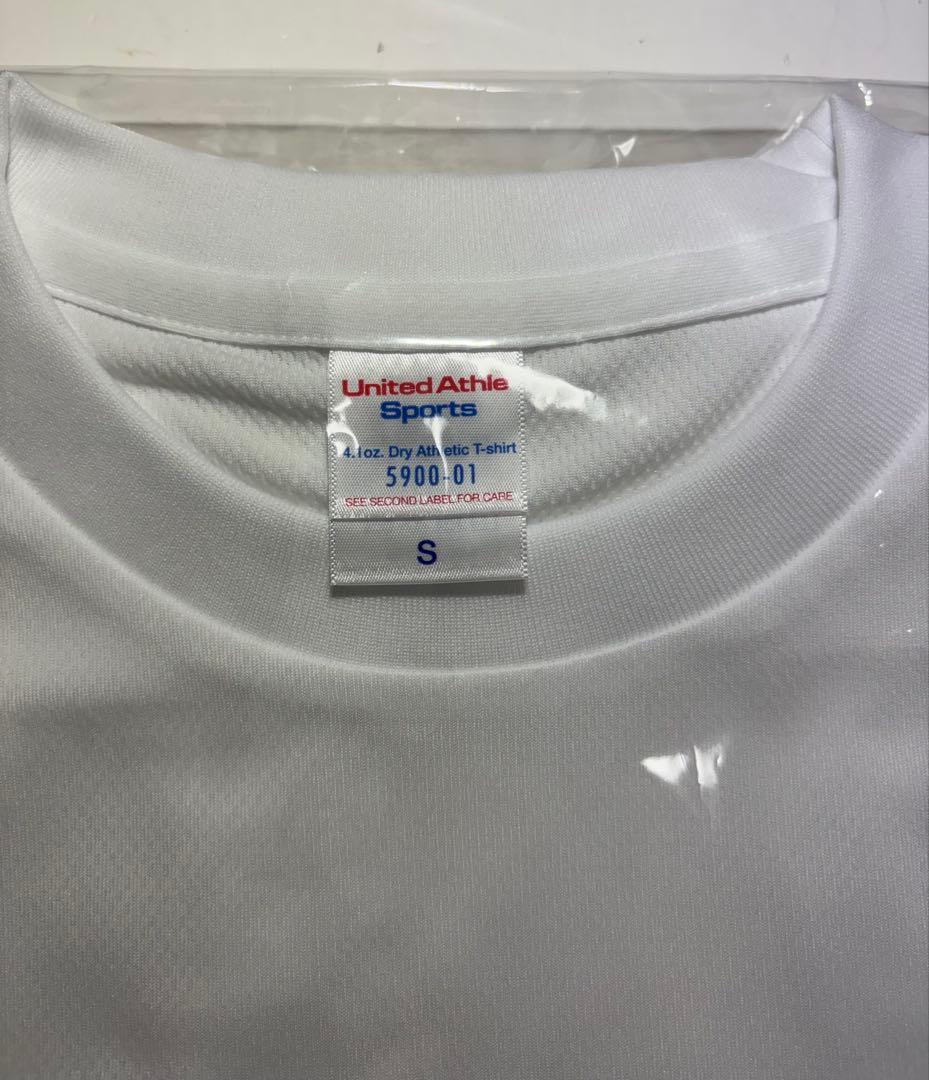 United Athle
Sports
4.1oz. Dry Athletic T-shirt
5900-01
SEE SECOND LABEL FOR CARE
S